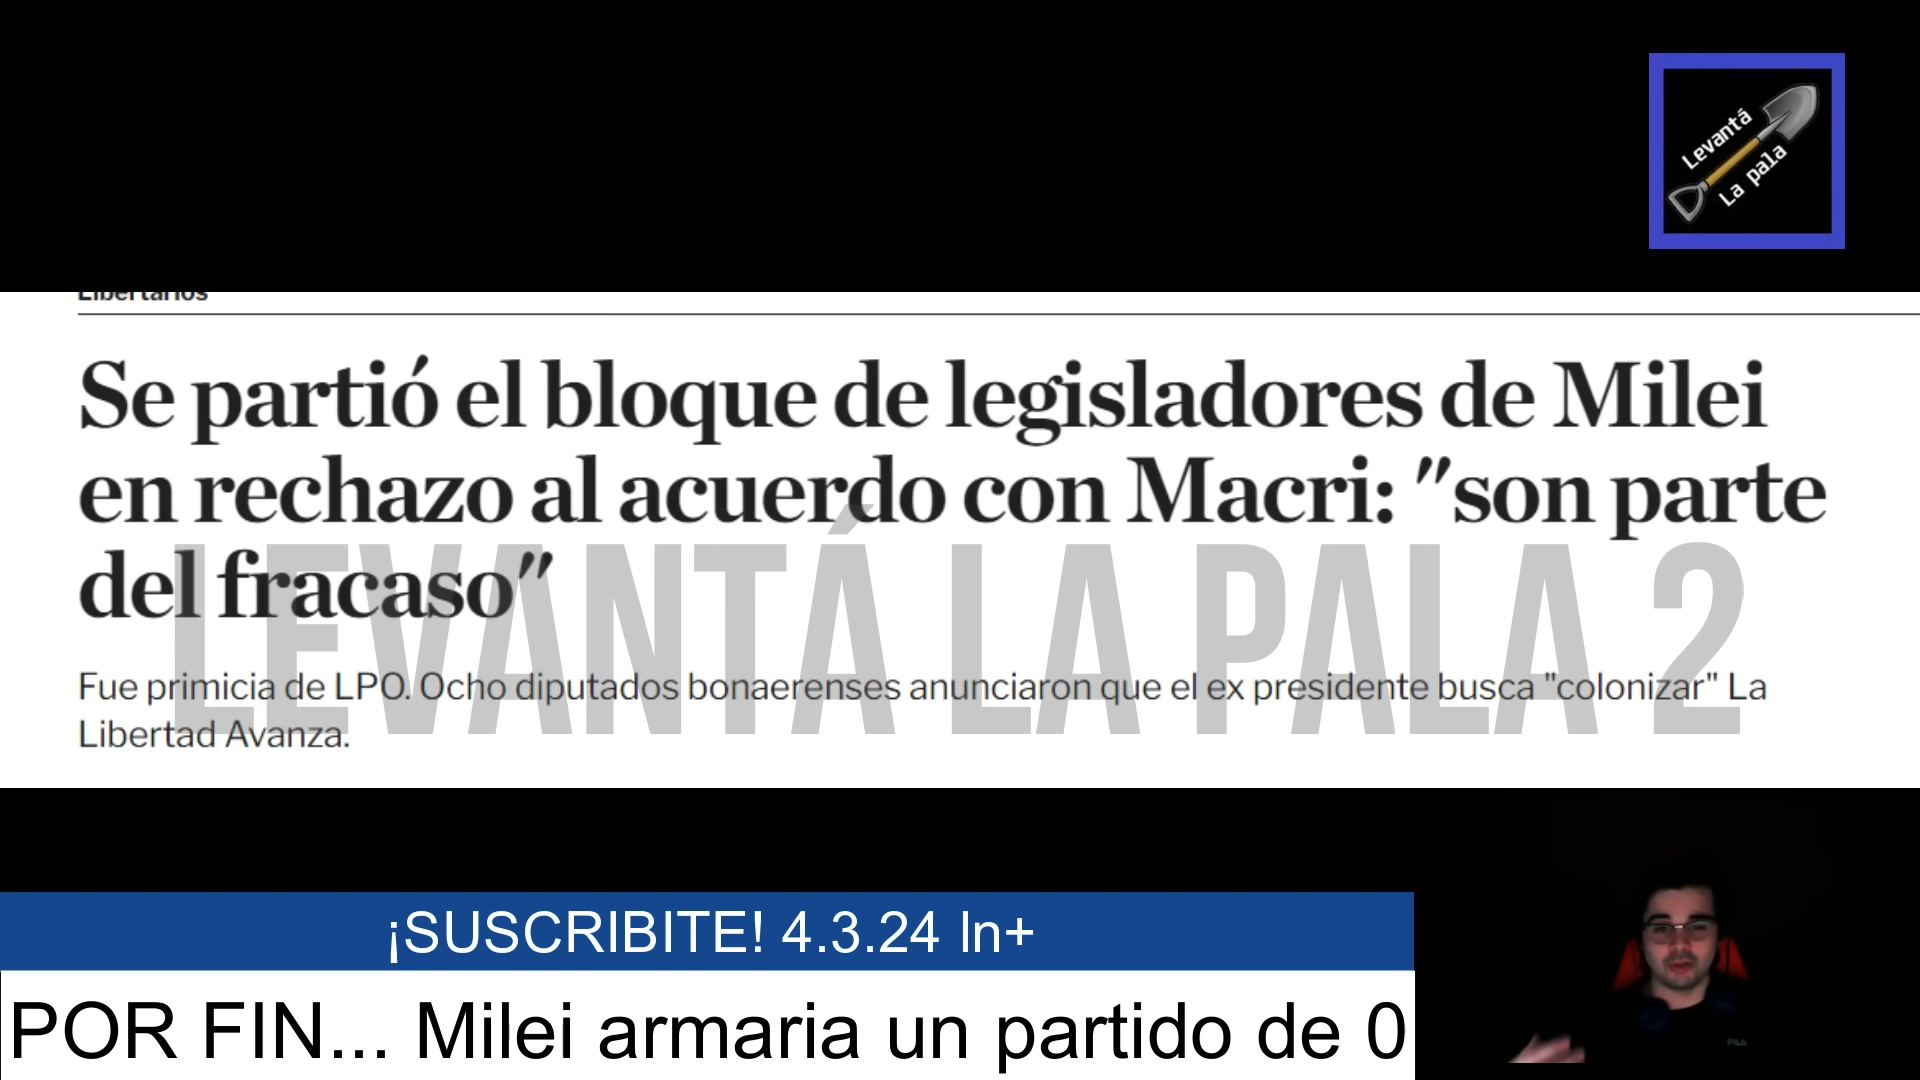 Levantá
La pala
Libertarios
Se partió el bloque de legisladores de Milei
en rechazo al acuerdo con Macri: "son parte
del fracaso"
LEVANTÁ LA PALA 2
Fue primicia de LPO. Ocho diputados bonaerenses anunciaron que el ex presidente busca "colonizar" La
Libertad Avanza.
¡SUSCRIBITE! 4.3.24 ln+
POR FIN... Milei armaria un partido de 0
FILA